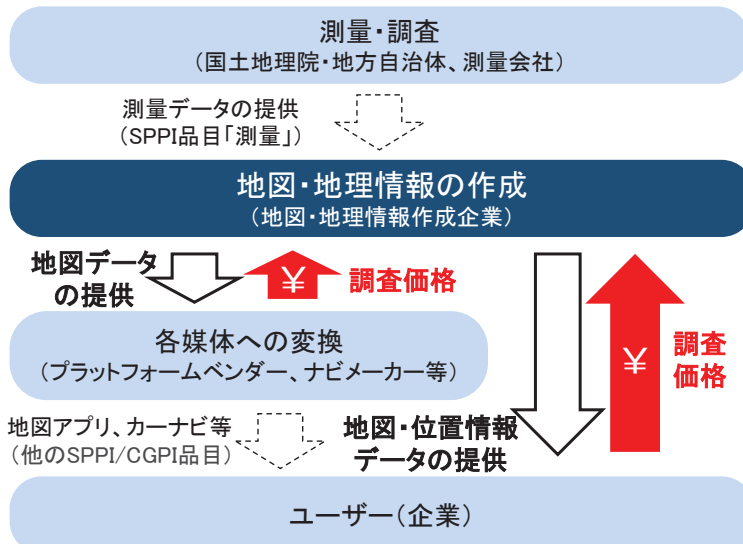 測量・調査
（国土地理院・地方自治体、測量会社）
測量データの提供
（SPPI品目「測量」）
地図・地理情報の作成
（地図・地理情報作成企業）
地図データ
の提供
¥
調査価格
¥
調査
価格
各媒体への変換
（プラットフォームベンダー、ナビメーカー等）
地図アプリ、カーナビ等
（他のSPPI/CGPI品目）
地図・位置情報
データの提供
ユーザー（企業）